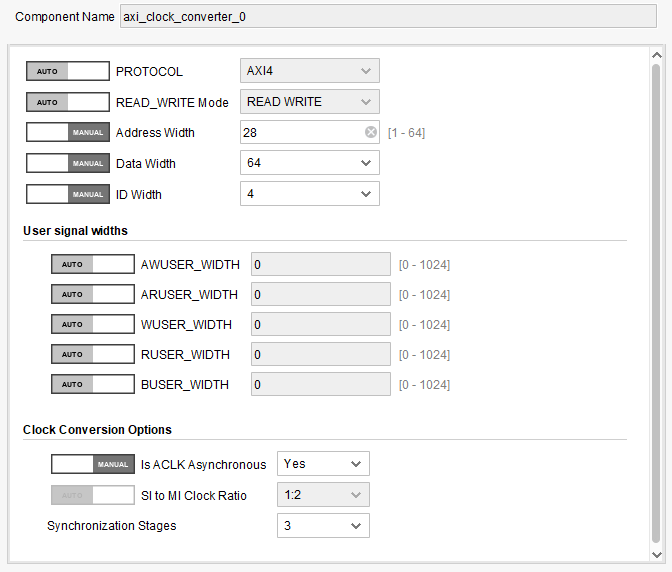 Component Name axi_clock_converter_0
AUTO PROTOCOL AXI4
AUTO READ_WRITE Mode READ WRITE
MANUAL Address Width 28 [1 - 64]
MANUAL Data Width 64
MANUAL ID Width 4
User signal widths
AUTO AWUSER_WIDTH 0 [0 - 1024]
AUTO ARUSER_WIDTH 0 [0 - 1024]
AUTO WUSER_WIDTH 0 [0 - 1024]
AUTO RUSER_WIDTH 0 [0 - 1024]
AUTO BUSER_WIDTH 0 [0 - 1024]
Clock Conversion Options
MANUAL Is ACLK Asynchronous Yes
AUTO SI to MI Clock Ratio 1:2
Synchronization Stages 3